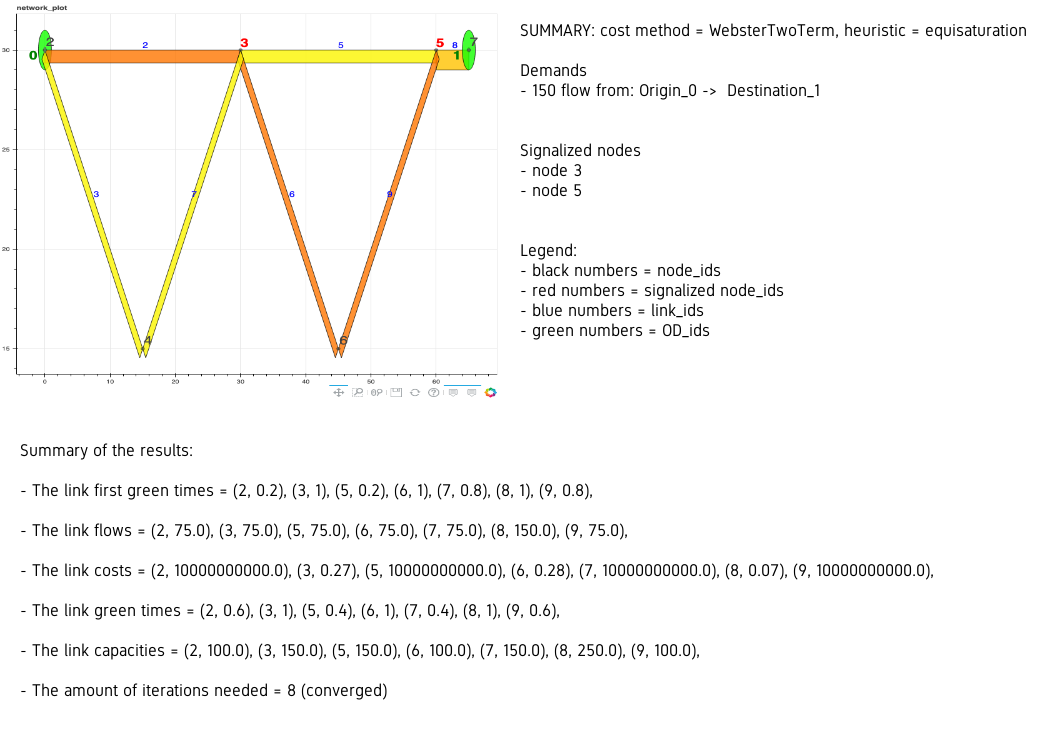 network_plot
SUMMARY: cost method = WebsterTwoTerm, heuristic = equisaturation
Demands
- 150 flow from: Origin_0 -> Destination_1
Signalized nodes
- node 3
- node 5
Legend:
- black numbers = node_ids
- red numbers = signalized node_ids
- blue numbers = link_ids
- green numbers = OD_ids
2
2
3
5
5
8
7
0
1
30
25
20
15
3
7
6
9
4
6
0
10
20
30
40
50
60
Summary of the results:
- The link first green times = (2, 0.2), (3, 1), (5, 0.2), (6, 1), (7, 0.8), (8, 1), (9, 0.8),
- The link flows = (2, 75.0), (3, 75.0), (5, 75.0), (6, 75.0), (7, 75.0), (8, 150.0), (9, 75.0),
- The link costs = (2, 10000000000.0), (3, 0.27), (5, 10000000000.0), (6, 0.28), (7, 10000000000.0), (8, 0.07), (9, 10000000000.0),
- The link green times = (2, 0.6), (3, 1), (5, 0.4), (6, 1), (7, 0.4), (8, 1), (9, 0.6),
- The link capacities = (2, 100.0), (3, 150.0), (5, 150.0), (6, 100.0), (7, 150.0), (8, 250.0), (9, 100.0),
- The amount of iterations needed = 8 (converged)